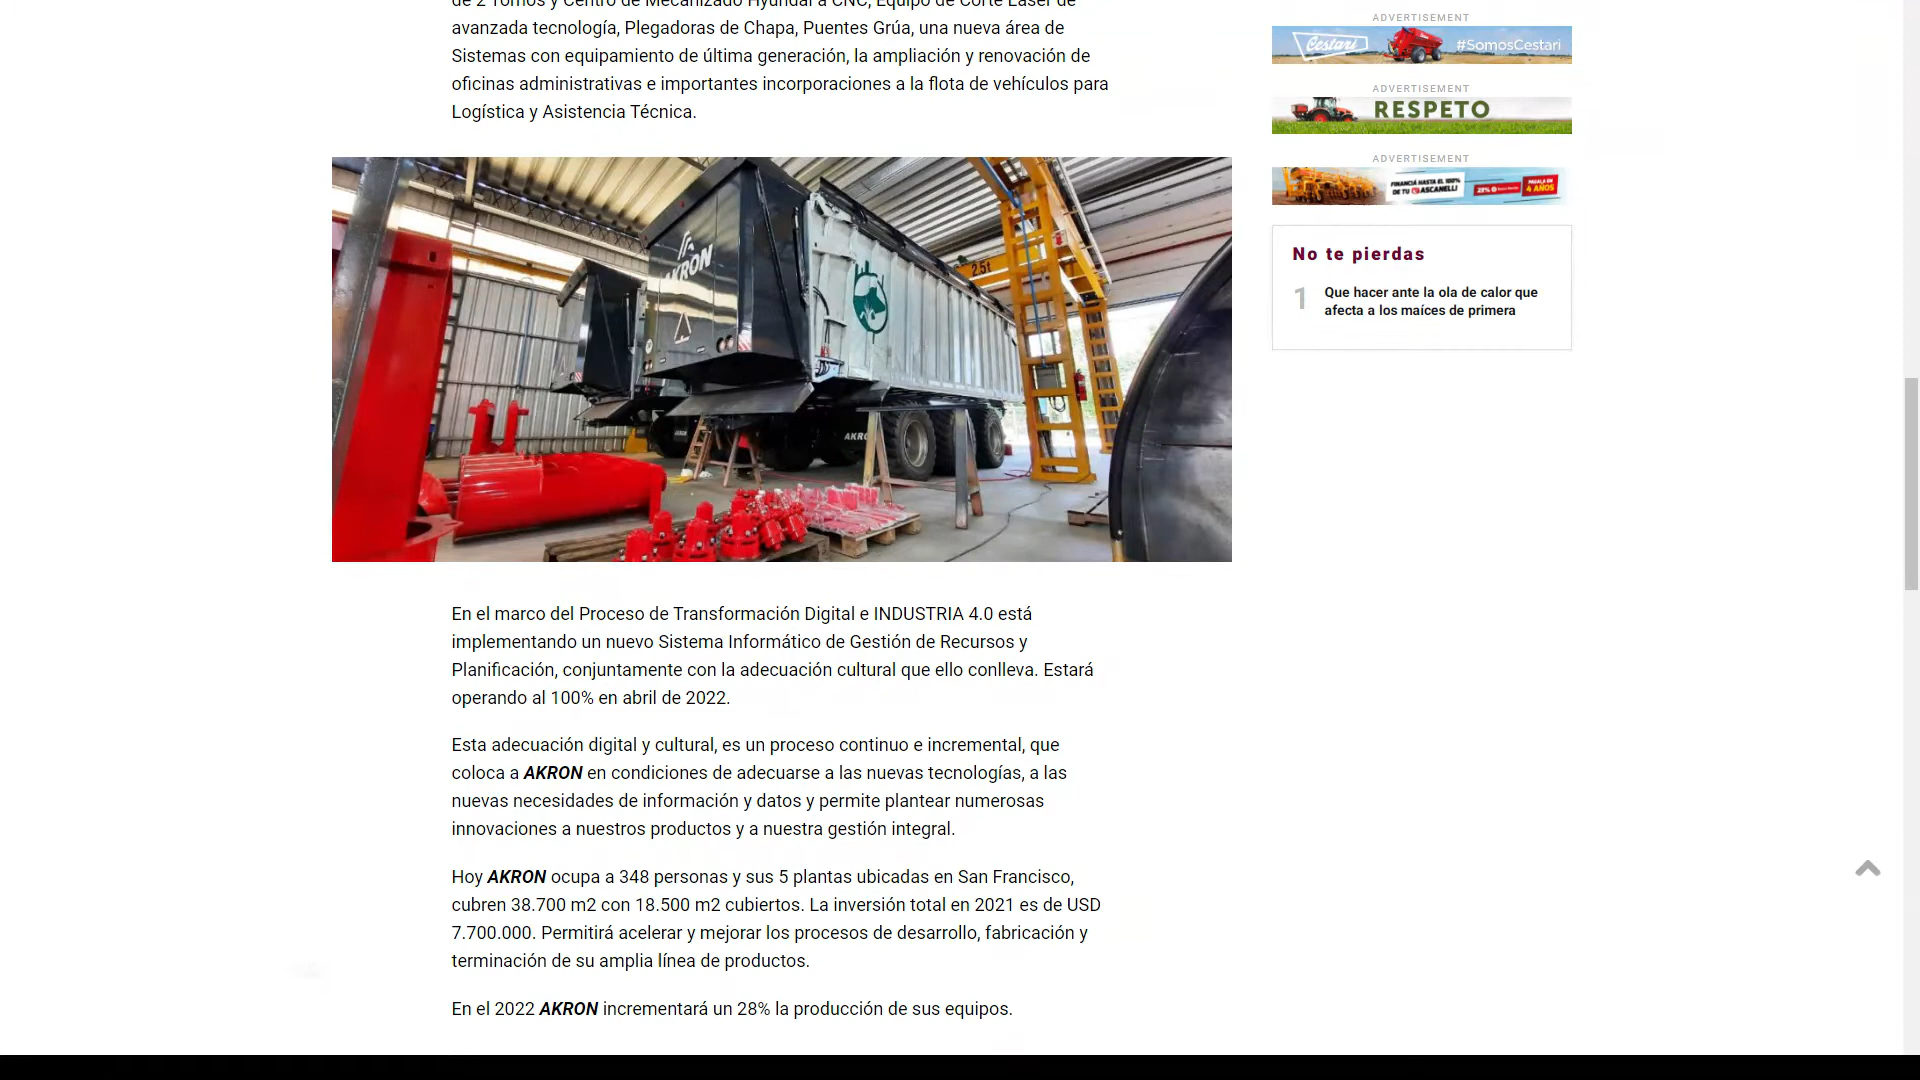 de 2 Tornos y Centro de Mecanizado Hyundai a CNC, Equipo de Corte Láser de
avanzada tecnología, Plegadoras de Chapa, Puentes Grúa, una nueva área de
Sistemas con equipamiento de última generación, la ampliación y renovación de
oficinas administrativas e importantes incorporaciones a la flota de vehículos para
Logística y Asistencia Técnica.
AKRON
2.5t
AKRON
En el marco del Proceso de Transformación Digital e INDUSTRIA 4.0 está
implementando un nuevo Sistema Informático de Gestión de Recursos y
Planificación, conjuntamente con la adecuación cultural que ello conlleva. Estará
operando al 100% en abril de 2022.
Esta adecuación digital y cultural, es un proceso continuo e incremental, que
coloca a AKRON en condiciones de adecuarse a las nuevas tecnologías, a las
nuevas necesidades de información y datos y permite plantear numerosas
innovaciones a nuestros productos y a nuestra gestión integral.
Hoy AKRON ocupa a 348 personas y sus 5 plantas ubicadas en San Francisco,
cubren 38.700 m2 con 18.500 m2 cubiertos. La inversión total en 2021 es de USD
7.700.000. Permitirá acelerar y mejorar los procesos de desarrollo, fabricación y
terminación de su amplia línea de productos.
En el 2022 AKRON incrementará un 28% la producción de sus equipos.
ADVERTISEMENT
Cestari #SomosCestari
ADVERTISEMENT
RESPETO
ADVERTISEMENT
FINANCIÁ HASTA EL 100%
DE TU ASCANELLI
PAGALA EN
4 AÑOS
No te pierdas
1 Que hacer ante la ola de calor que
afecta a los maíces de primera